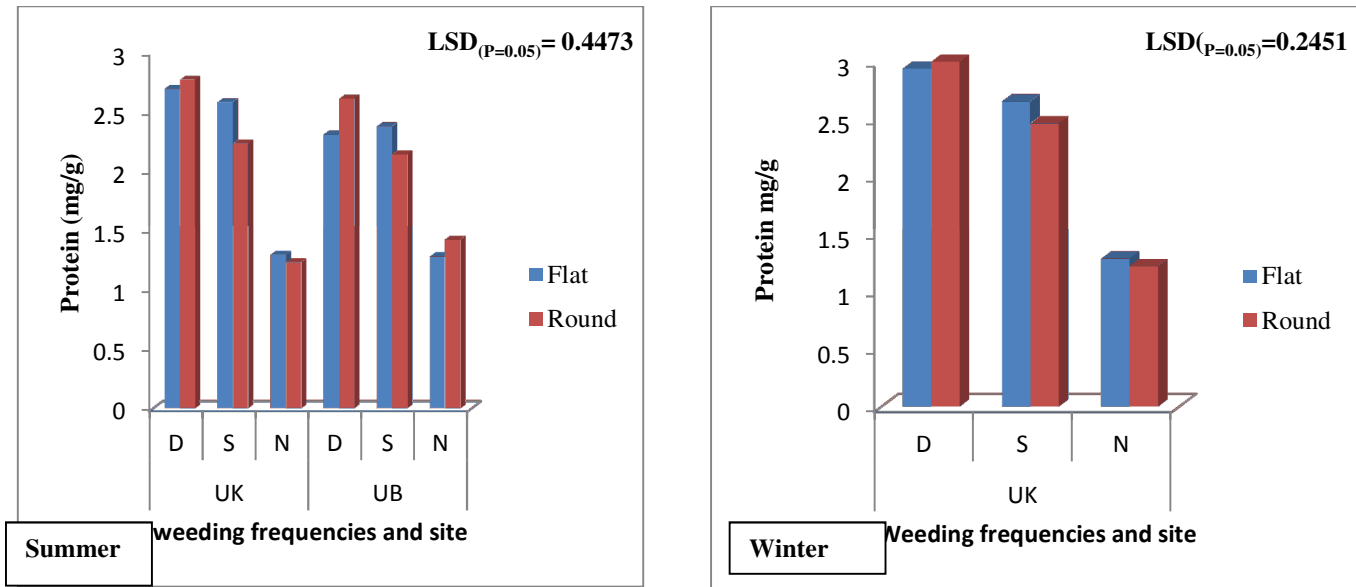 LSD(P=0.05)= 0.4473
3
2.5
2
1.5
1
0.5
0
Protein (mg/g)
Flat
Round
D S N D S N
UK UB
weeding frequencies and site
Summer
LSD(P=0.05)=0.2451
3
2.5
2
1.5
1
0.5
0
Protein mg/g
Flat
Round
D S N
UK
Weeding frequencies and site
Winter